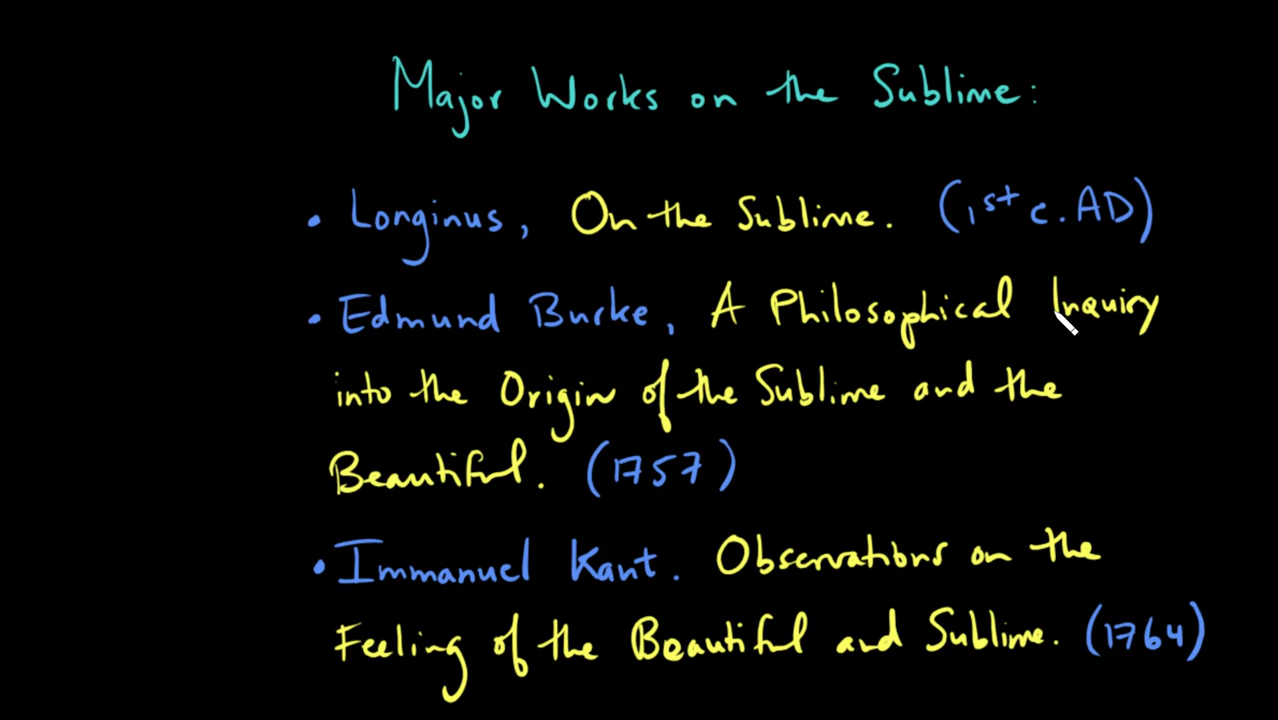 Major Works on the Sublime:
• Longinus, On the Sublime. (1st c. AD)
• Edmund Burke, A Philosophical Inquiry
into the Origin of the Sublime and the
Beautiful. (1757)
• Immanuel Kant. Observations on the
Feeling of the Beautiful and Sublime. (1764)